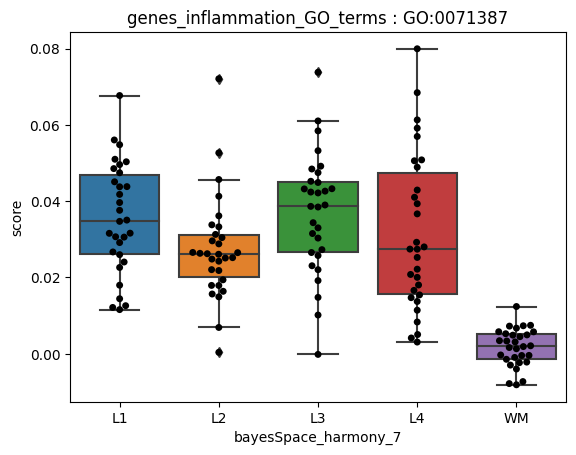 genes_inflammation_GO_terms : GO:0071387
0.08
0.06
0.04
0.02
0.00
score
L1 L2 L3 L4 WM
bayesSpace_harmony_7